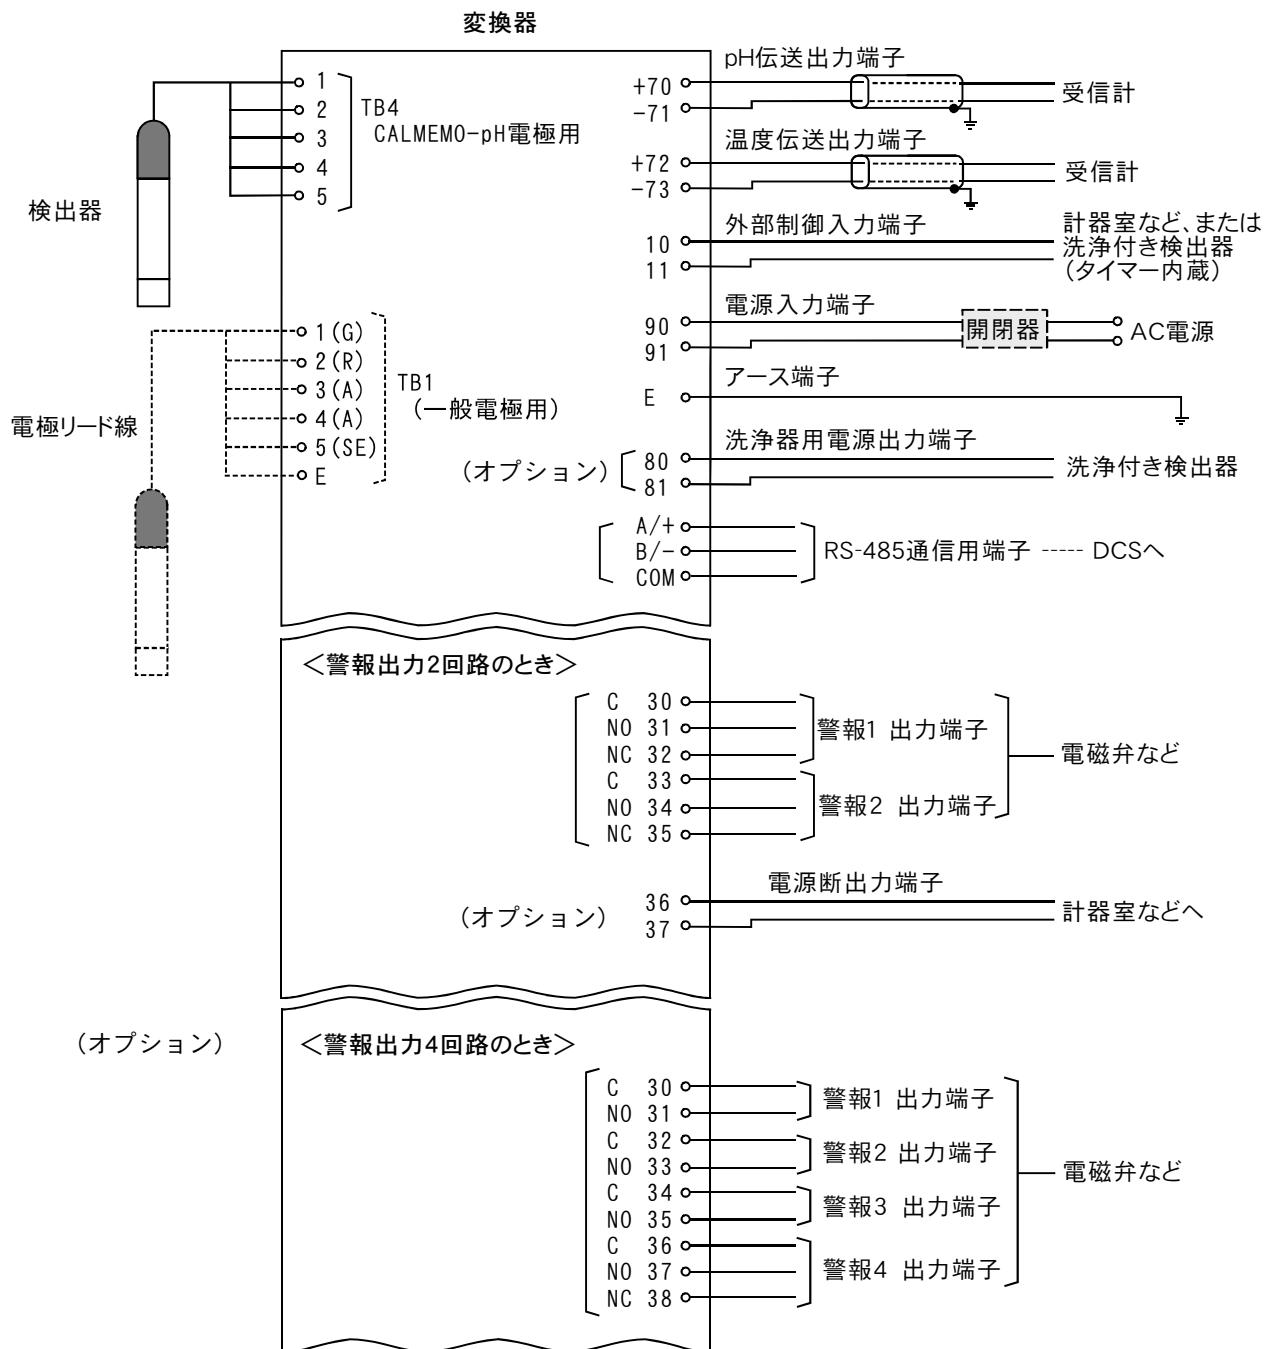 変換器
1
2
3
4
5
TB4
CALMEMO-pH電極用
検出器
1(G)
2(R)
3(A)
4(A)
5(SE)
E
TB1
(一般電極用)
電極リード線
pH伝送出力端子
+70
-71
受信計
温度伝送出力端子
+72
-73
受信計
外部制御入力端子
10
11
計器室など、または
洗浄付き検出器
(タイマー内蔵)
電源入力端子
90
91
開閉器
AC電源
アース端子
E
洗浄器用電源出力端子
(オプション)
80
81
洗浄付き検出器
A/+
B/-
COM
RS-485通信用端子 ----- DCSへ
<警報出力2回路のとき>
C 30
NO 31
NC 32
C 33
NO 34
NC 35
警報1 出力端子
警報2 出力端子
電磁弁など
電源断出力端子
(オプション)
36
37
計器室などへ
(オプション)
<警報出力4回路のとき>
C 30
NO 31
C 32
NO 33
C 34
NO 35
C 36
NO 37
NC 38
警報1 出力端子
警報2 出力端子
警報3 出力端子
警報4 出力端子
電磁弁など